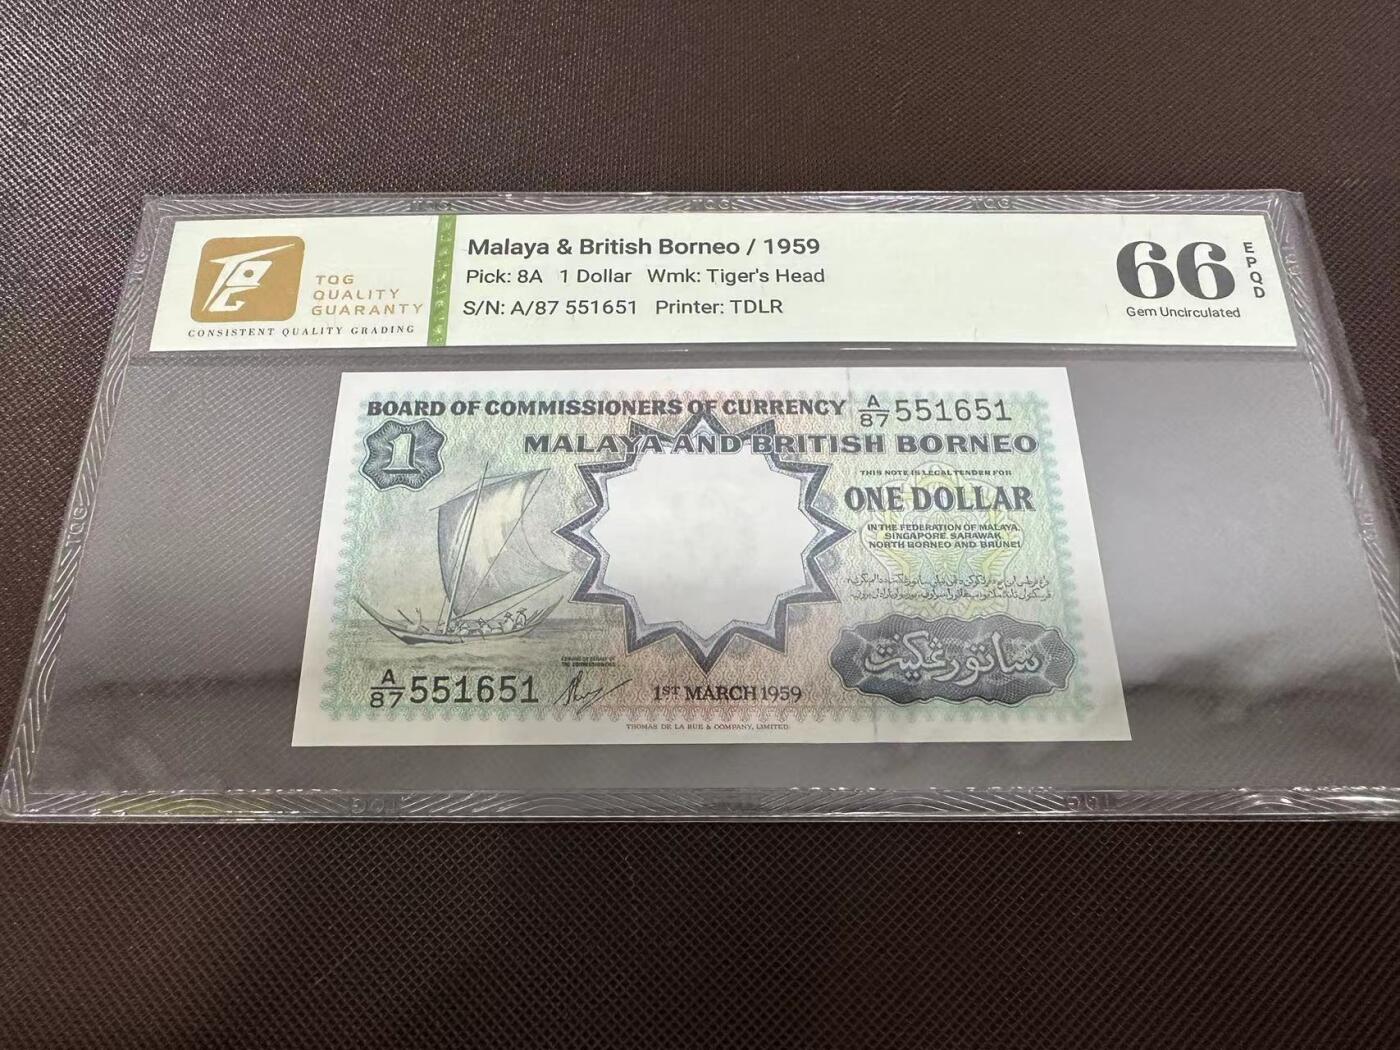 TQG
QUALITY
GUARANTY
CONSISTENT QUALITY GRADING
Malaya & British Borneo / 1959
Pick: 8A 1 Dollar Wmk: Tiger's Head
S/N: A/87 551651 Printer: TDLR
66
EPQD
Gem Uncirculated
BOARD OF COMMISSIONERS OF CURRENCY
A/87 551651
MALAYA AND BRITISH BORNEO
1
THIS NOTE IS LEGAL TENDER FOR
ONE DOLLAR
IN THE FEDERATION OF MALAYA,
SINGAPORE, SARAWAK,
NORTH BORNEO AND BRUNEI
ساتو رڠݢيت
THE COMMISSIONERS
A/87 551651
1ST MARCH 1959
THOMAS DE LA RUE & COMPANY, LIMITED